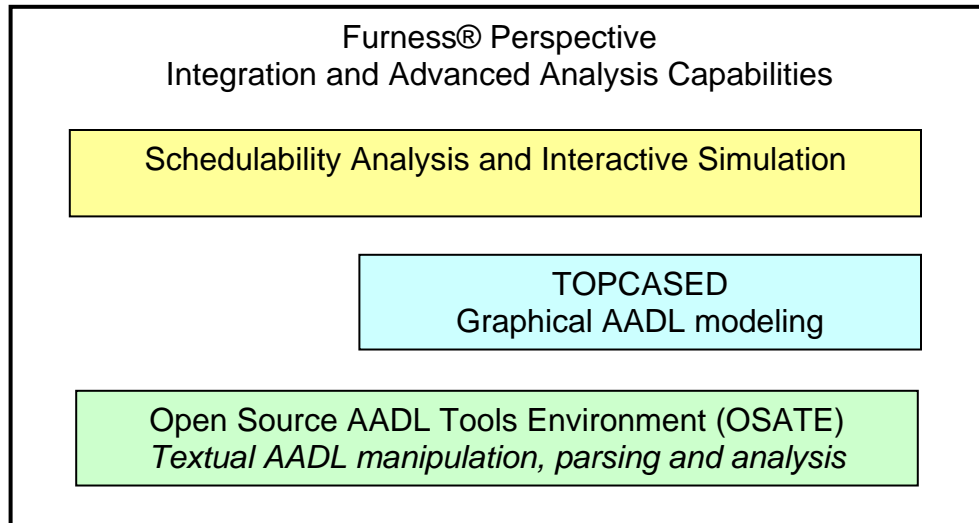 Furness® Perspective
Integration and Advanced Analysis Capabilities
Schedulability Analysis and Interactive Simulation
TOPCASED
Graphical AADL modeling
Open Source AADL Tools Environment (OSATE)
Textual AADL manipulation, parsing and analysis